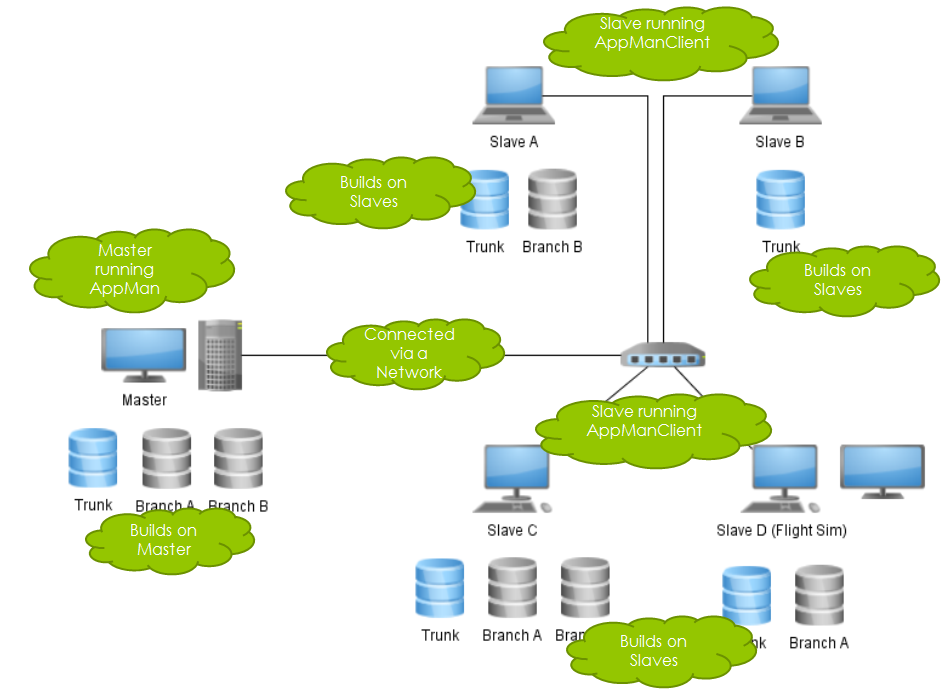 Slave running
AppManClient
Slave A
Slave B
Builds on
Slaves
Trunk
Branch B
Trunk
Builds on
Slaves
Master
running
AppMan
Connected
via a
Network
Master
Slave running
AppManClient
Trunk
Branch A
Branch B
Builds on
Master
Slave C
Slave D (Flight Sim)
Trunk
Branch A
Branch A
Builds on
Slaves